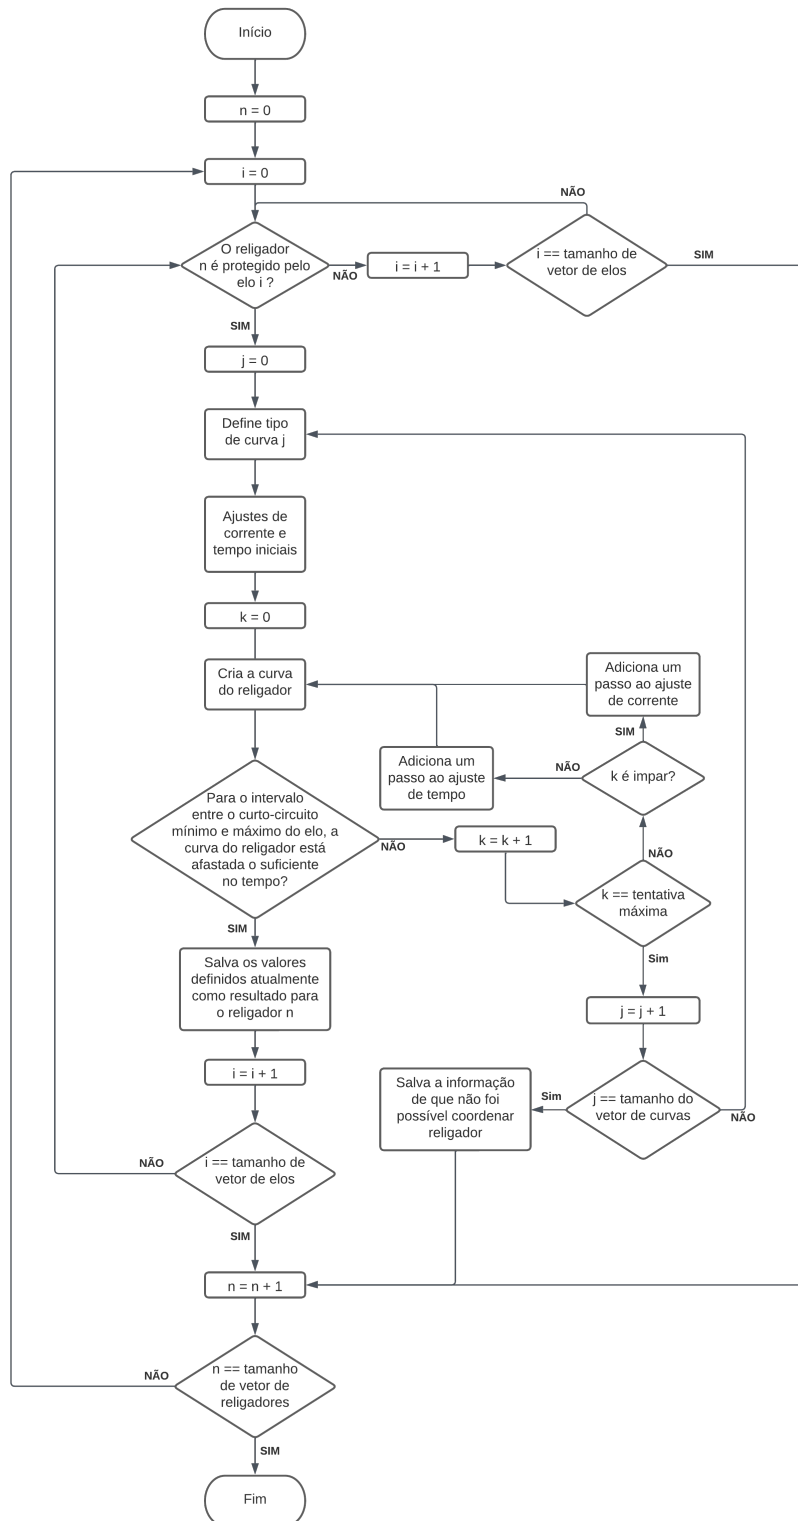 Início
n = 0
i = 0
NÃO
O religador
n é protegido pelo
elo i ?
NÃO
i = i + 1
i == tamanho de
vetor de elos
SIM
SIM
j = 0
Define tipo
de curva j
Ajustes de
corrente e
tempo iniciais
k = 0
Cria a curva
do religador
Adiciona um
passo ao ajuste
de corrente
SIM
Adiciona um
passo ao ajuste
de tempo
NÃO
k é impar?
Para o intervalo
entre o curto-circuito
mínimo e máximo do elo, a
curva do religador está
afastada o suficiente
no tempo?
NÃO
k = k + 1
NÃO
k == tentativa
máxima
SIM
Sim
Salva os valores
definidos atualmente
como resultado para
o religador n
j = j + 1
i = i + 1
Salva a informação
de que não foi
possível coordenar
religador
Sim
j == tamanho do
vetor de curvas
NÃO
NÃO
i == tamanho de
vetor de elos
SIM
n = n + 1
NÃO
n == tamanho
de vetor de
religadores
SIM
Fim